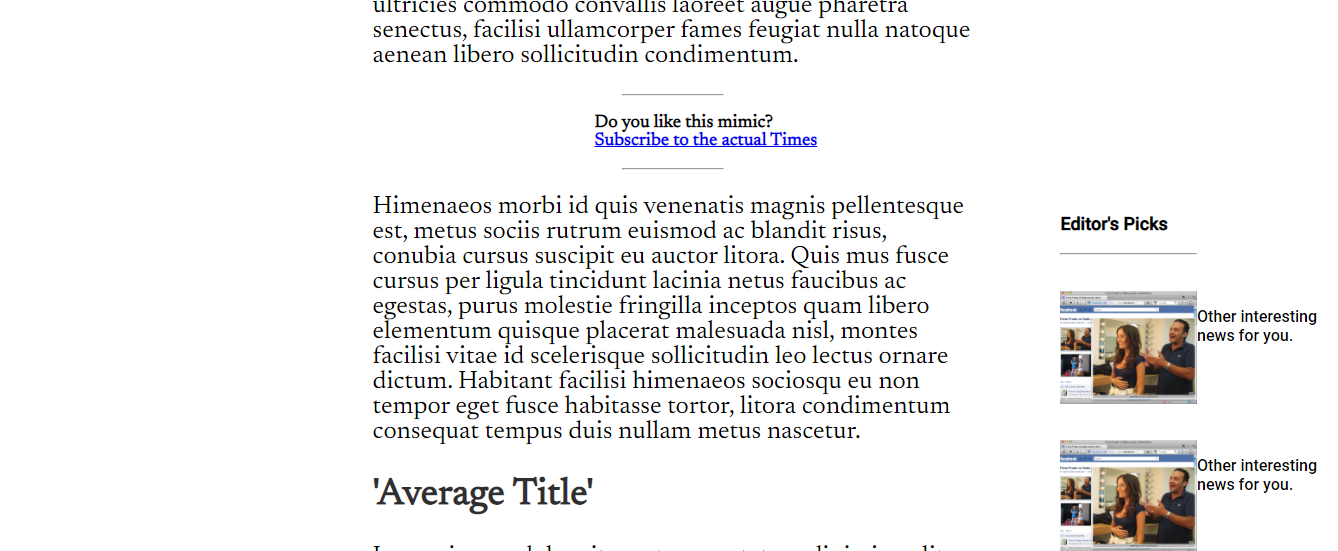 ultricies commodo convallis laoreet augue pharetra
senectus, facilisi ullamcorper fames feugiat nulla natoque
aenean libero sollicitudin condimentum.
Do you like this mimic?
Subscribe to the actual Times
Himenaeos morbi id quis venenatis magnis pellentesque
est, metus sociis rutrum euismod ac blandit risus,
conubia cursus suscipit eu auctor litora. Quis mus fusce
cursus per ligula tincidunt lacinia netus faucibus ac
egestas, purus molestie fringilla inceptos quam libero
elementum quisque placerat malesuada nisl, montes
facilisi vitae id scelerisque sollicitudin leo lectus ornare
dictum. Habitant facilisi himenaeos sociosqu eu non
tempor eget fusce habitasse tortor, litora condimentum
consequat tempus duis nullam metus nascetur.
'Average Title'
Editor's Picks
Other interesting
news for you.
Other interesting
news for you.